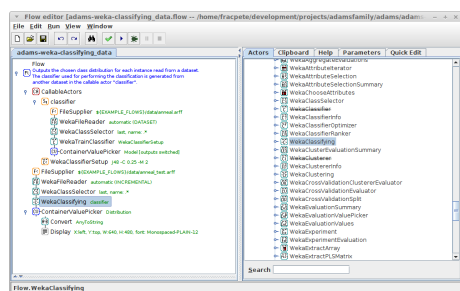 Flow editor [adams-weka-classifying_data.flow -- /home/fracpete/development/projects/adamsfamily/adams/adams-
File Edit Run View Window
adams-weka-classifying_data
Flow
Outputs the chosen class distribution for each instance read from a dataset.
The classifier used for performing the classification is generated from
another dataset in the callable actor "classifier".
CallableActors
classifier
FileSupplier ${EXAMPLE_FLOWS}/data/anneal.arff
WekaFileReader automatic (DATASET)
WekaClassSelector last, name: .*
WekaTrainClassifier WekaClassifierSetup
ContainerValuePicker Model [outputs switched]
WekaClassifierSetup J48 -C 0.25 -M 2
FileSupplier ${EXAMPLE_FLOWS}/data/anneal_test.arff
WekaFileReader automatic (INCREMENTAL)
WekaClassSelector last, name: .*
WekaClassifying classifier
ContainerValuePicker Distribution
Convert AnyToString
Display X:left, Y:top, W:640, H:480, font: Monospaced-PLAIN-12
Actors Clipboard Help Parameters Quick Edit
WekaAggregateEvaluations
WekaAttributeIterator
WekaAttributeSelection
WekaAttributeSelectionSummary
WekaChooseAttributes
WekaClassSelector
WekaClassifier
WekaClassifierInfo
WekaClassifierOptimizer
WekaClassifierRanker
WekaClassifying
WekaClusterEvaluationSummary
WekaClusterer
WekaClustererInfo
WekaClustering
WekaCrossValidationClustererEvaluator
WekaCrossValidationEvaluator
WekaCrossValidationSplit
WekaEvaluationSummary
WekaEvaluationValuePicker
WekaEvaluationValues
WekaExperiment
WekaExperimentEvaluation
WekaExtractArray
WekaExtractPLSMatrix
Search
Flow.WekaClassifying